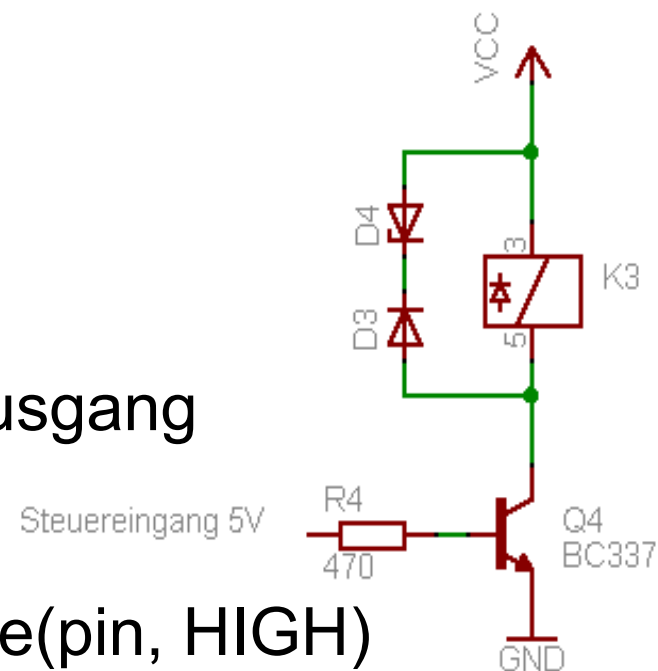 VCC
D4
3
K3
D3
5
usgang
R4
Steuereingang 5V
Q4
470
BC337
e(pin, HIGH)
GND